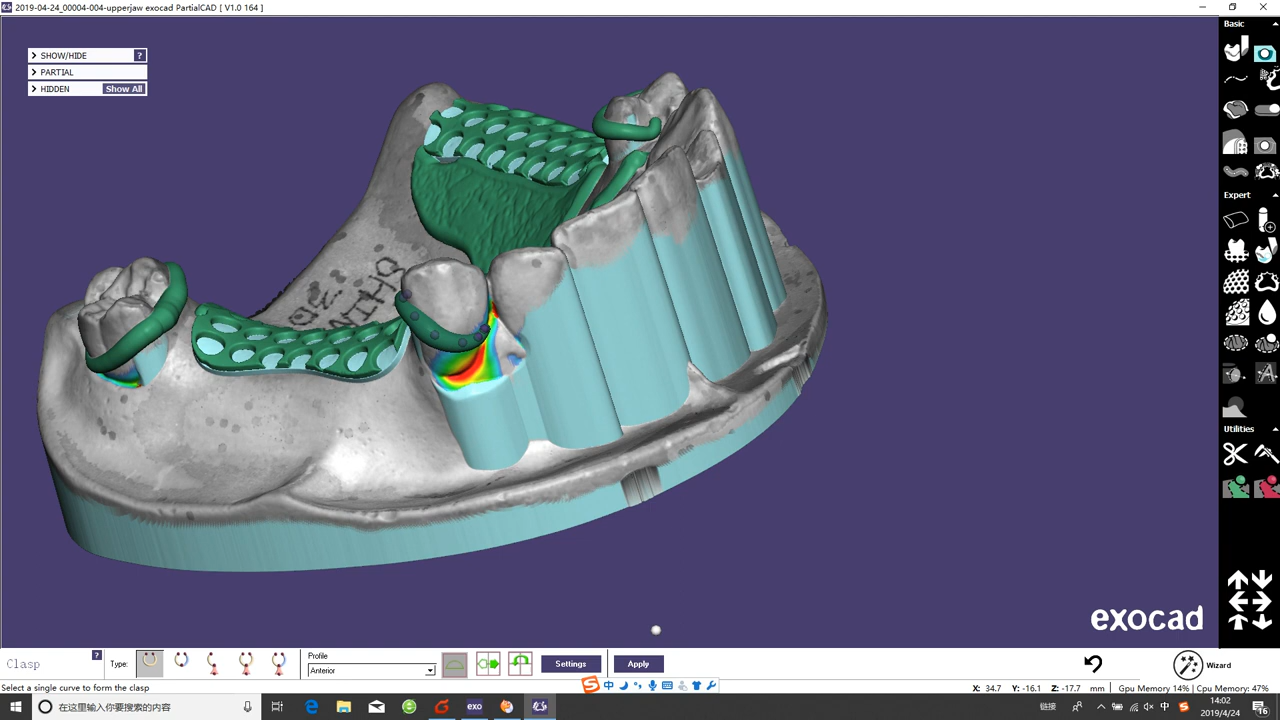 2019-04-24_00004-004-upperjaw exocad PartialCAD [ V1.0 164 ]
SHOW/HIDE ?
PARTIAL
HIDDEN Show All
Basic
Expert
Utilities
exocad
Clasp ?
Type:
Profile
Anterior
Settings
Apply
Wizard
Select a single curve to form the clasp
X: 34.7 Y: -16.1 Z: -17.7 mm Gpu Memory 14% | Cpu Memory: 47%
中
在这里输入你要搜索的内容
exo
链接
中
14:02
2019/4/24
16